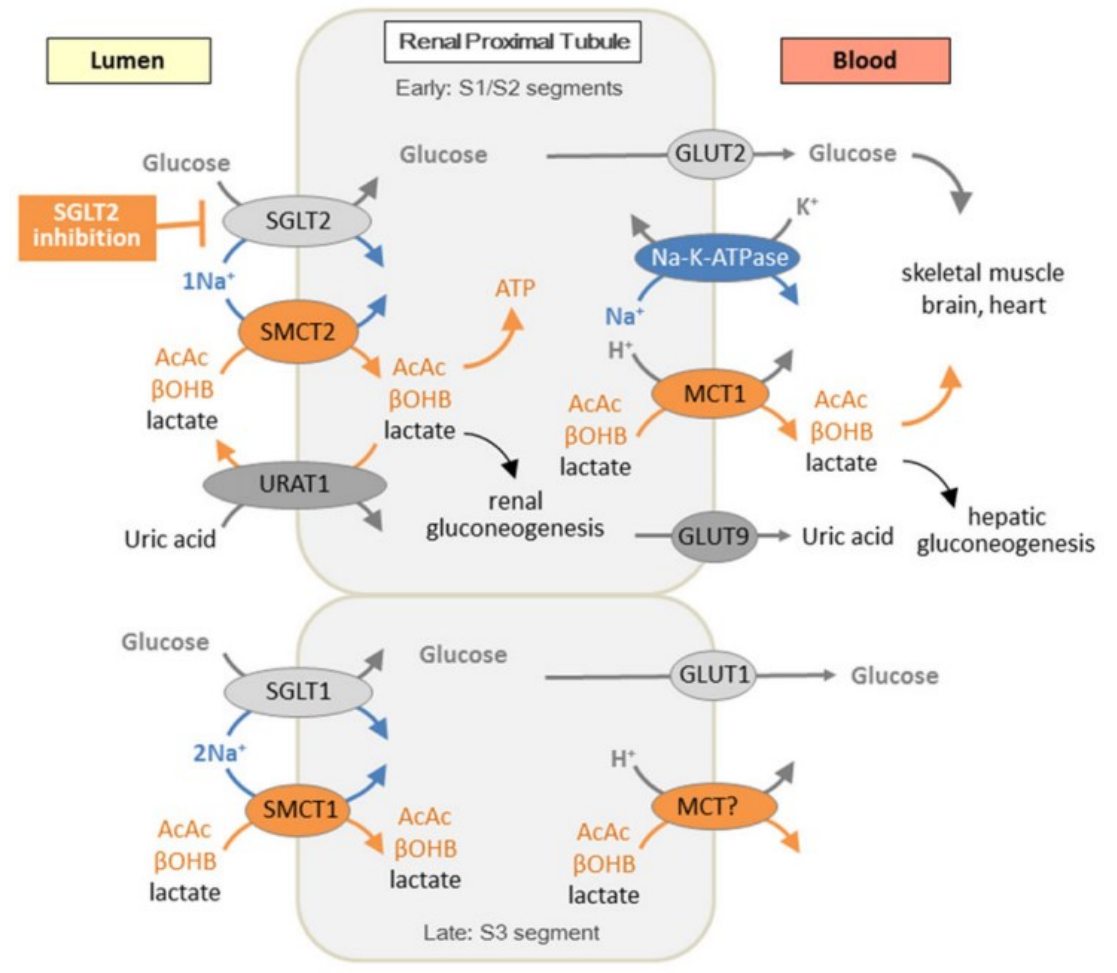 Lumen
Renal Proximal Tubule
Blood
Early: S1/S2 segments
Glucose
Glucose
GLUT2
Glucose
SGLT2
inhibition
SGLT2
K⁺
Na-K-ATPase
1Na⁺
skeletal muscle
brain, heart
ATP
Na⁺
SMCT2
H⁺
AcAc
βOHB
lactate
AcAc
βOHB
lactate
AcAc
βOHB
lactate
MCT1
AcAc
βOHB
lactate
URAT1
renal
gluconeogenesis
hepatic
gluconeogenesis
Uric acid
GLUT9
Uric acid
Glucose
Glucose
GLUT1
Glucose
SGLT1
2Na⁺
H⁺
SMCT1
MCT?
AcAc
βOHB
lactate
AcAc
βOHB
lactate
AcAc
βOHB
lactate
Late: S3 segment